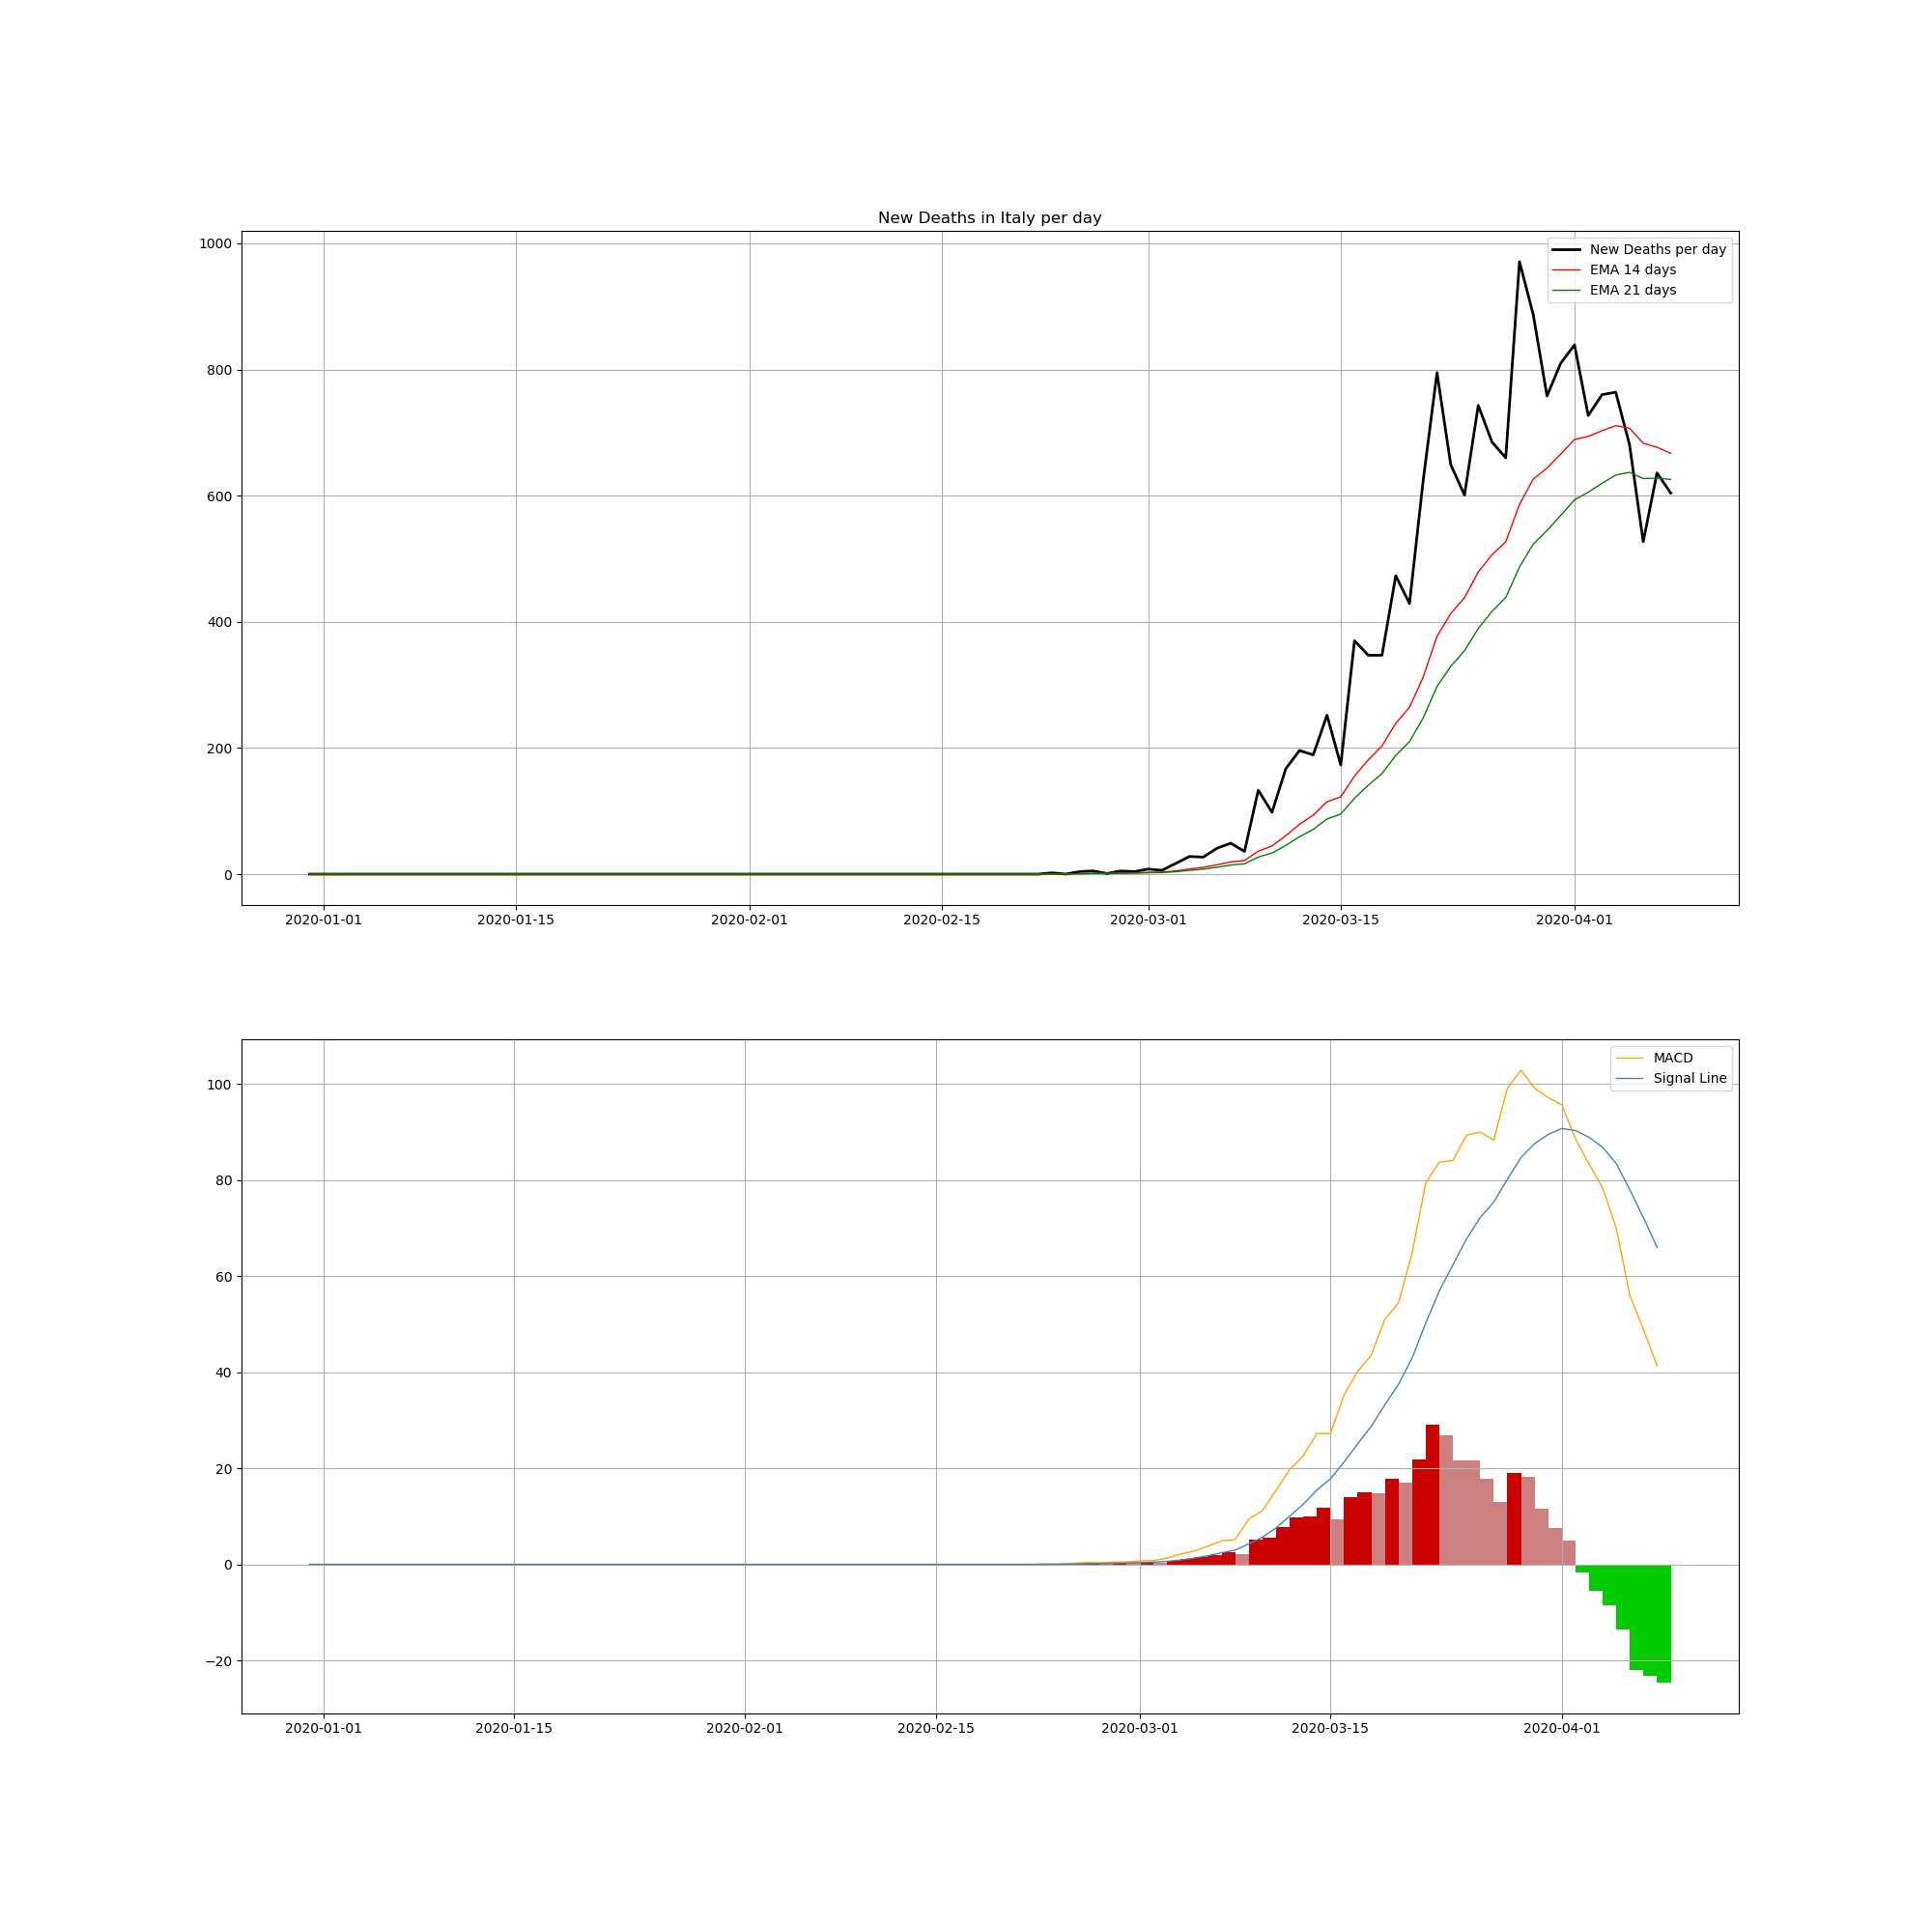 New Deaths in Italy per day
1000
800
600
400
200
0
New Deaths per day
EMA 14 days
EMA 21 days
2020-01-01 2020-01-15 2020-02-01 2020-02-15 2020-03-01 2020-03-15 2020-04-01
100
80
60
40
20
0
−20
MACD
Signal Line
2020-01-01 2020-01-15 2020-02-01 2020-02-15 2020-03-01 2020-03-15 2020-04-01